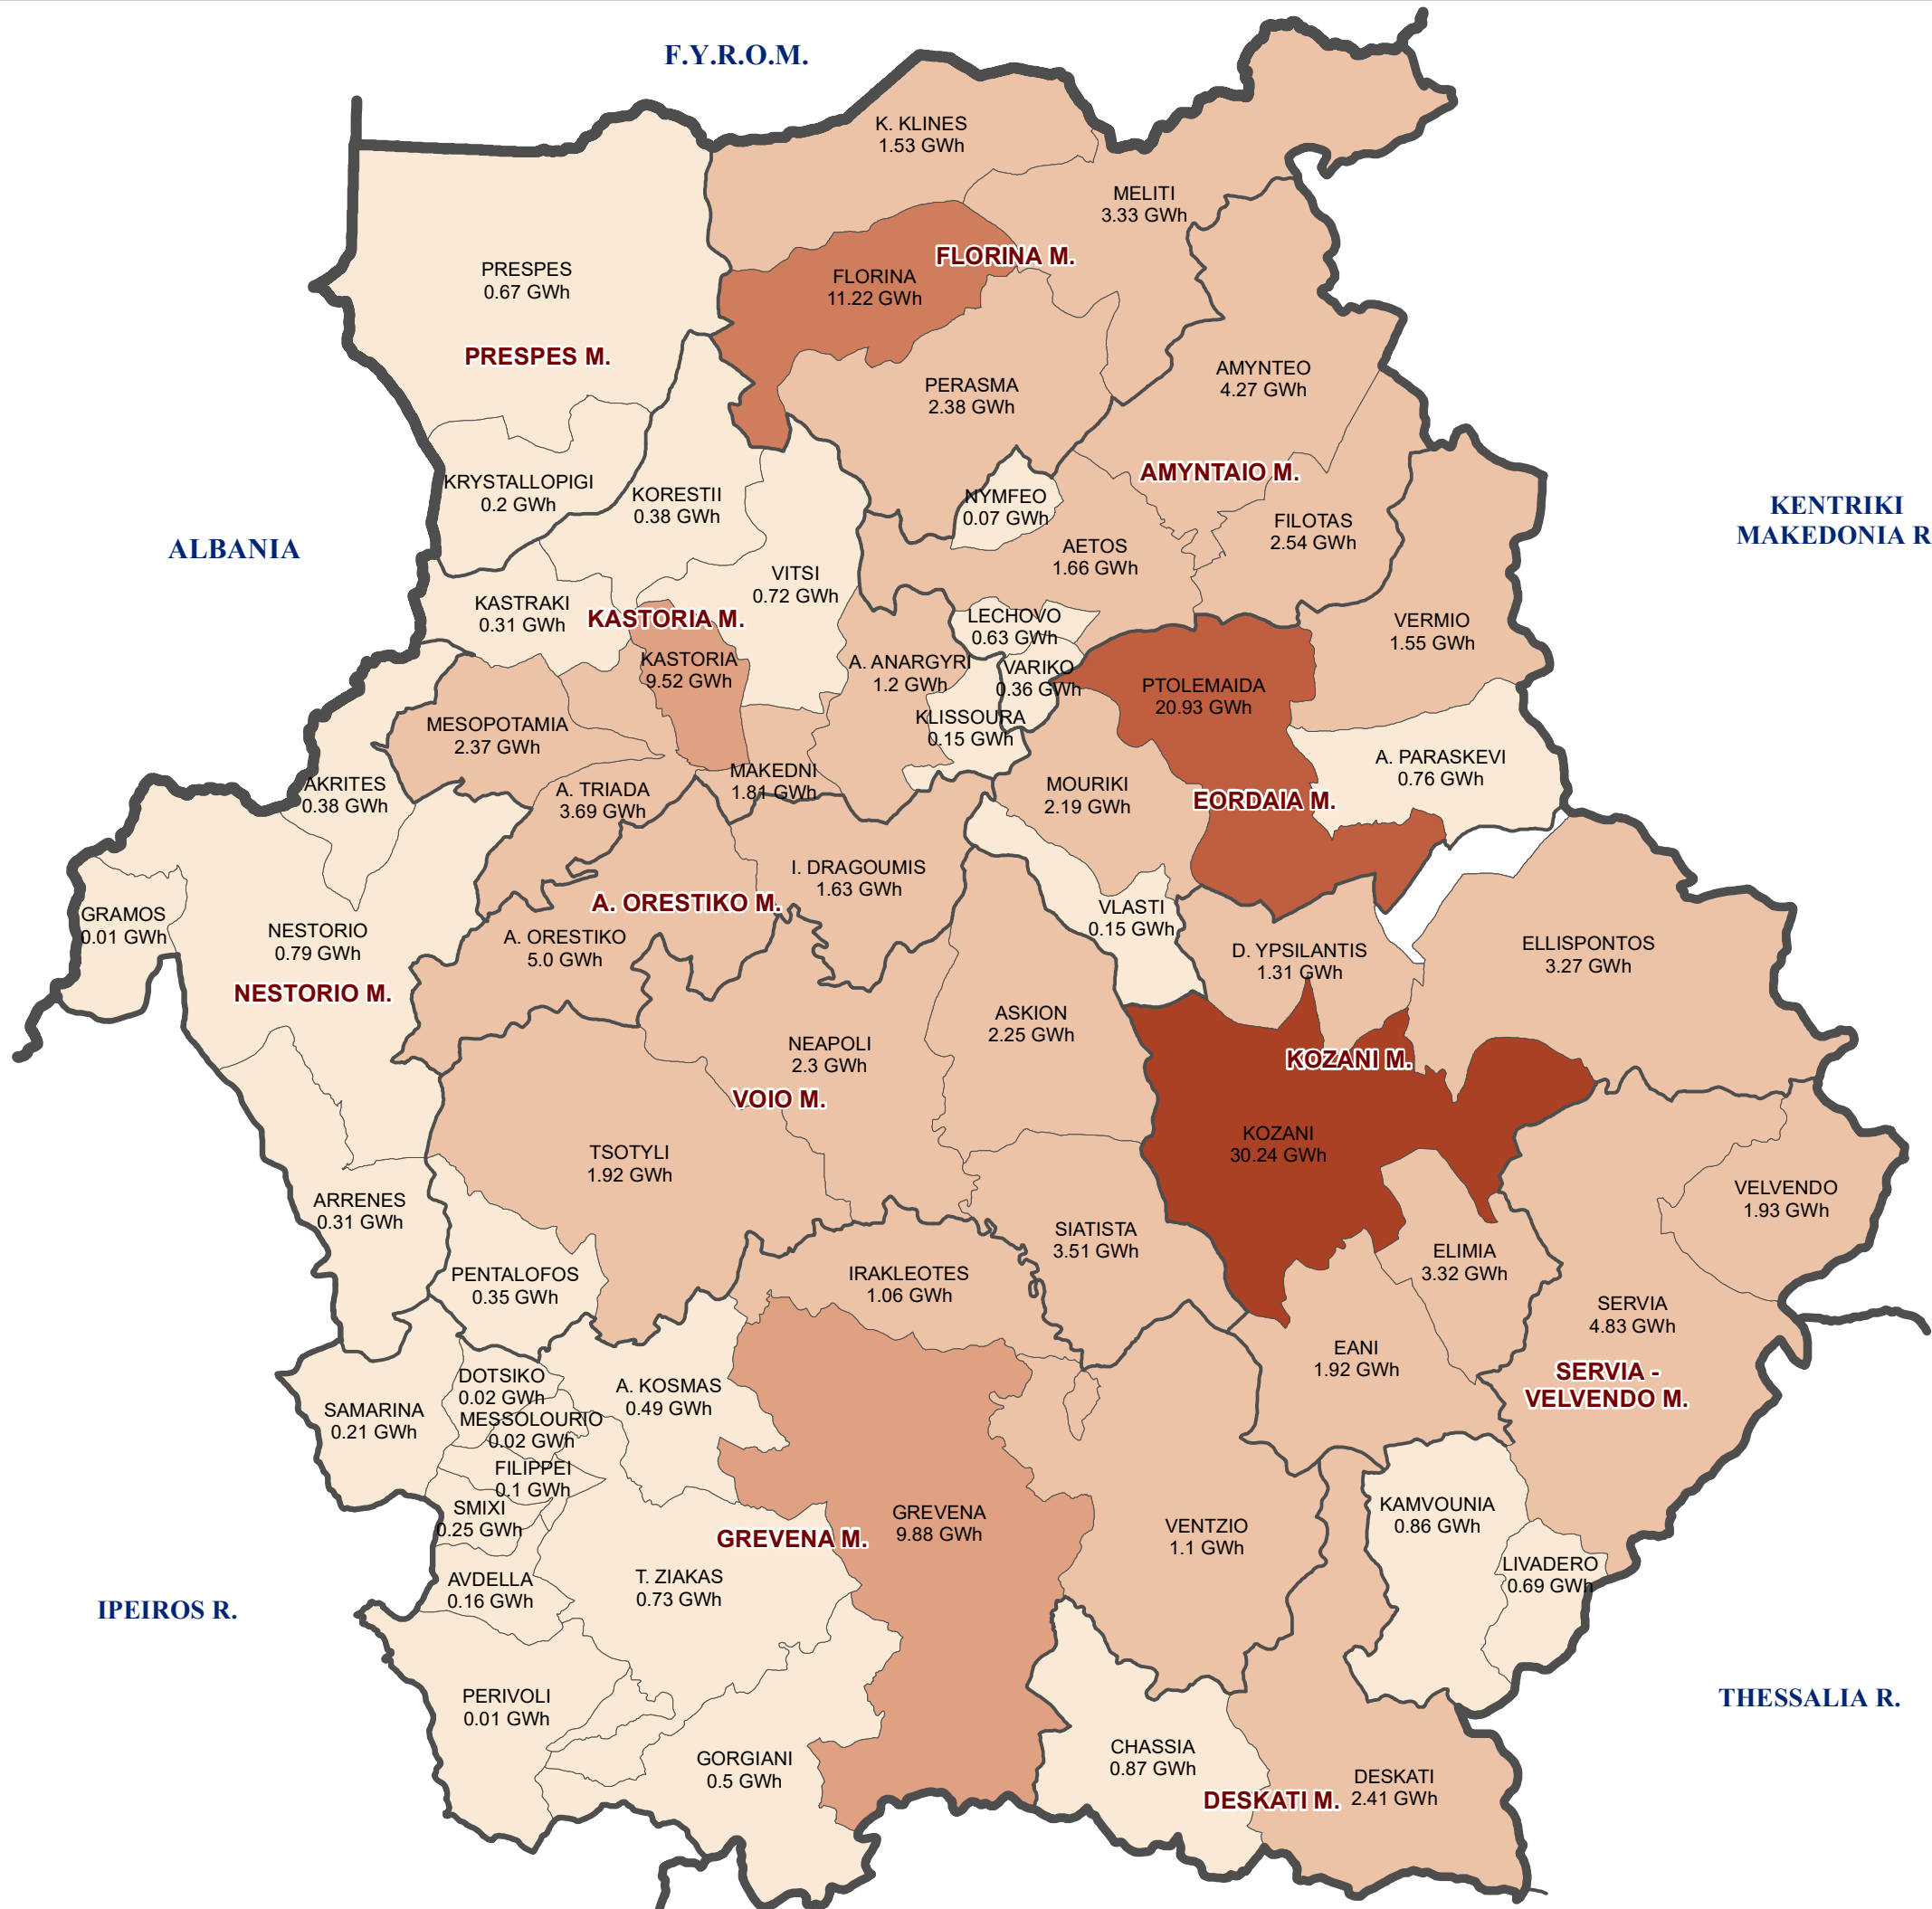 F.Y.R.O.M.
K. KLINES
1.53 GWh
MELITI
3.33 GWh
FLORINA M.
PRESPES
0.67 GWh
FLORINA
11.22 GWh
PRESPES M.
AMYNTEO
4.27 GWh
PERASMA
2.38 GWh
AMYNTAIO M.
KRYSTALLOPIGI
0.2 GWh
KORESTII
0.38 GWh
NYMFEO
0.07 GWh
KENTRIKI
MAKEDONIA R
FILOTAS
2.54 GWh
ALBANIA
AETOS
1.66 GWh
VITSI
0.72 GWh
KASTRAKI
0.31 GWh
KASTORIA M.
LECHOVO
0.63 GWh
VERMIO
1.55 GWh
KASTORIA
9.52 GWh
A. ANARGYRI
1.2 GWh
VARIKO
0.36 GWh
PTOLEMAIDA
20.93 GWh
MESOPOTAMIA
2.37 GWh
KLISSOURA
0.15 GWh
A. PARASKEVI
0.76 GWh
AKRITES
0.38 GWh
A. TRIADA
3.69 GWh
MAKEDNI
1.81 GWh
MOURIKI
2.19 GWh
EORDAIA M.
I. DRAGOUMIS
1.63 GWh
A. ORESTIKO M.
GRAMOS
0.01 GWh
NESTORIO
0.79 GWh
A. ORESTIKO
5.0 GWh
VLASTI
0.15 GWh
D. YPSILANTIS
1.31 GWh
ELLISPONTOS
3.27 GWh
NESTORIO M.
ASKION
2.25 GWh
NEAPOLI
2.3 GWh
KOZANI M.
VOIO M.
KOZANI
30.24 GWh
TSOTYLI
1.92 GWh
VELVENDO
1.93 GWh
ARRENES
0.31 GWh
SIATISTA
3.51 GWh
ELIMIA
3.32 GWh
PENTALOFOS
0.35 GWh
IRAKLEOTES
1.06 GWh
SERVIA
4.83 GWh
EANI
1.92 GWh
SERVIA -
VELVENDO M.
DOTSIKO
0.02 GWh
A. KOSMAS
0.49 GWh
SAMARINA
0.21 GWh
MESSOLOURIO
0.02 GWh
FILIPPEI
0.1 GWh
SMIXI
0.25 GWh
GREVENA
9.88 GWh
GREVENA M.
VENTZIO
1.1 GWh
KAMVOUNIA
0.86 GWh
LIVADERO
0.69 GWh
AVDELLA
0.16 GWh
T. ZIAKAS
0.73 GWh
IPEIROS R.
PERIVOLI
0.01 GWh
THESSALIA R.
GORGIANI
0.5 GWh
CHASSIA
0.87 GWh
DESKATI M.
DESKATI
2.41 GWh